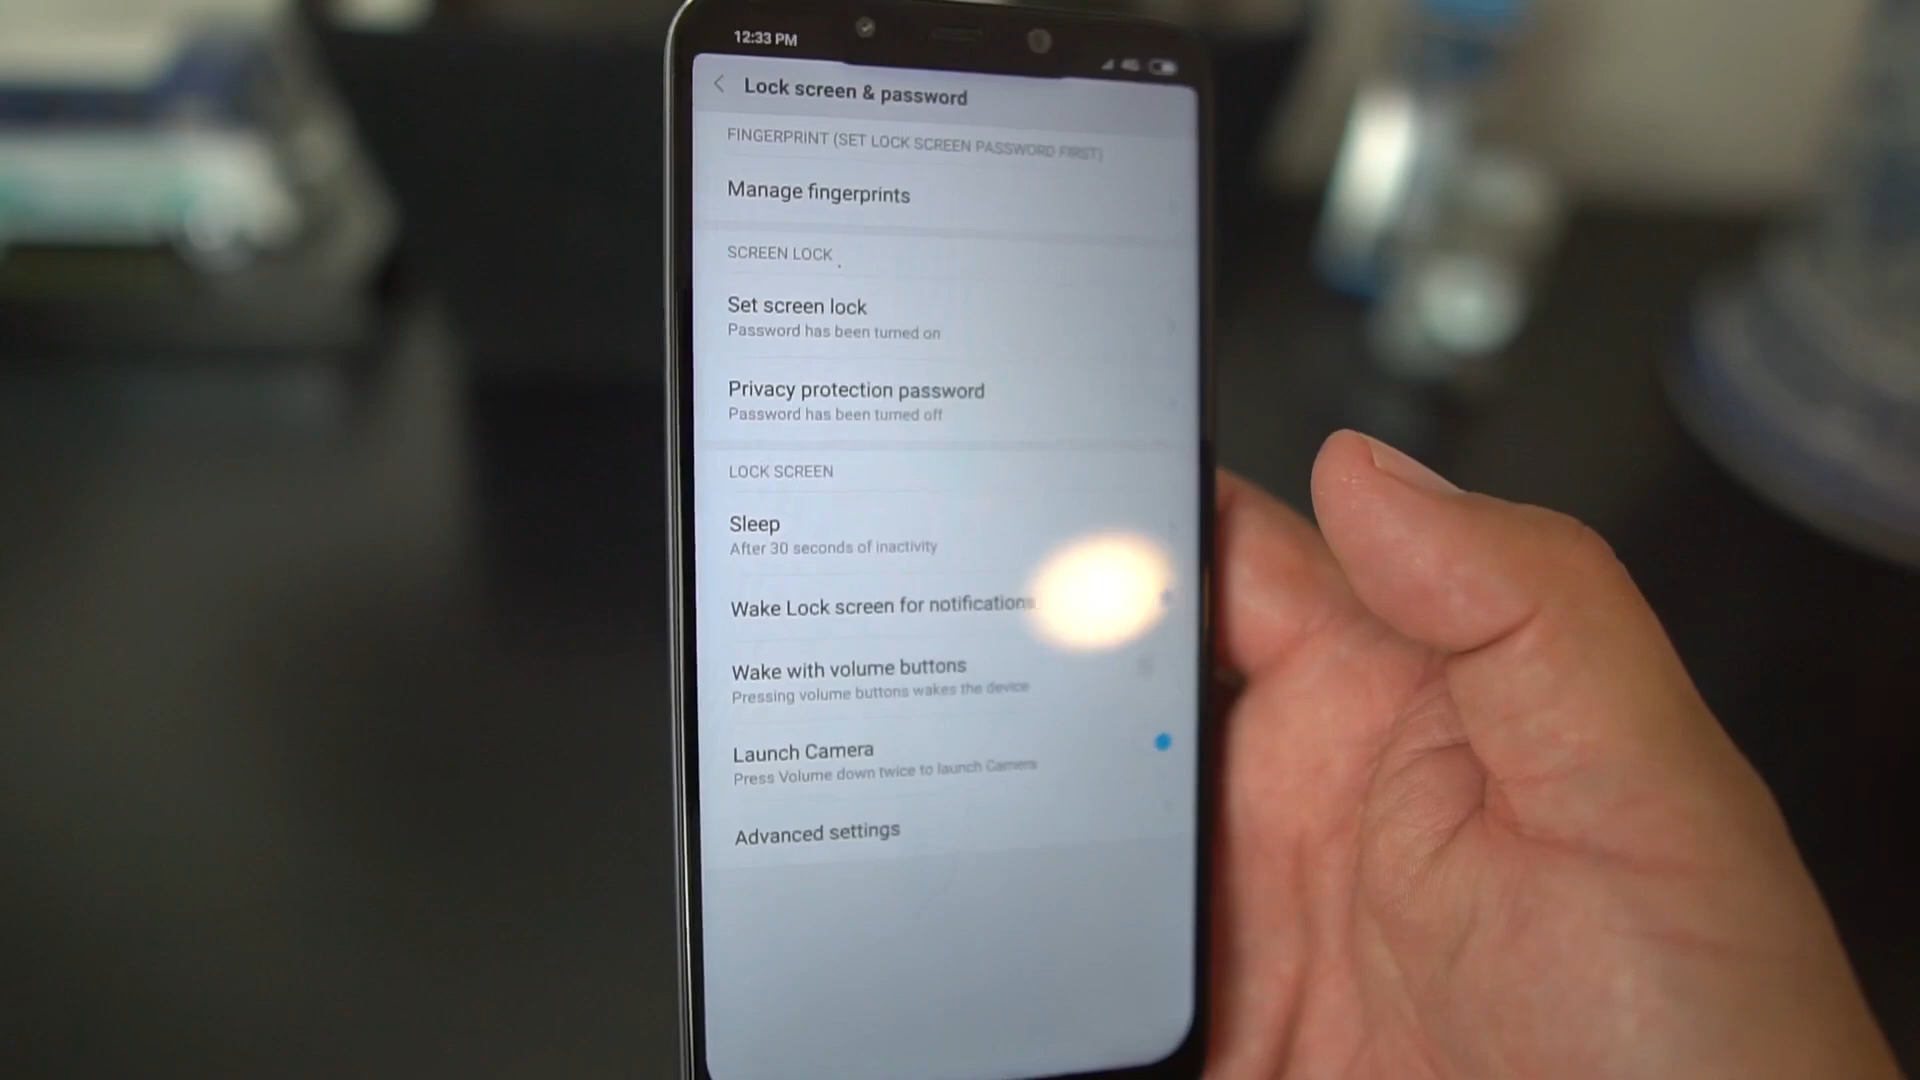 12:33 PM
4G
Lock screen & password
FINGERPRINT (SET LOCK SCREEN PASSWORD FIRST)
Manage fingerprints
SCREEN LOCK
Set screen lock
Password has been turned on
Privacy protection password
Password has been turned off
LOCK SCREEN
Sleep
After 30 seconds of inactivity
Wake Lock screen for notifications
Wake with volume buttons
Pressing volume buttons wakes the device
Launch Camera
Press Volume down twice to launch Camera
Advanced settings